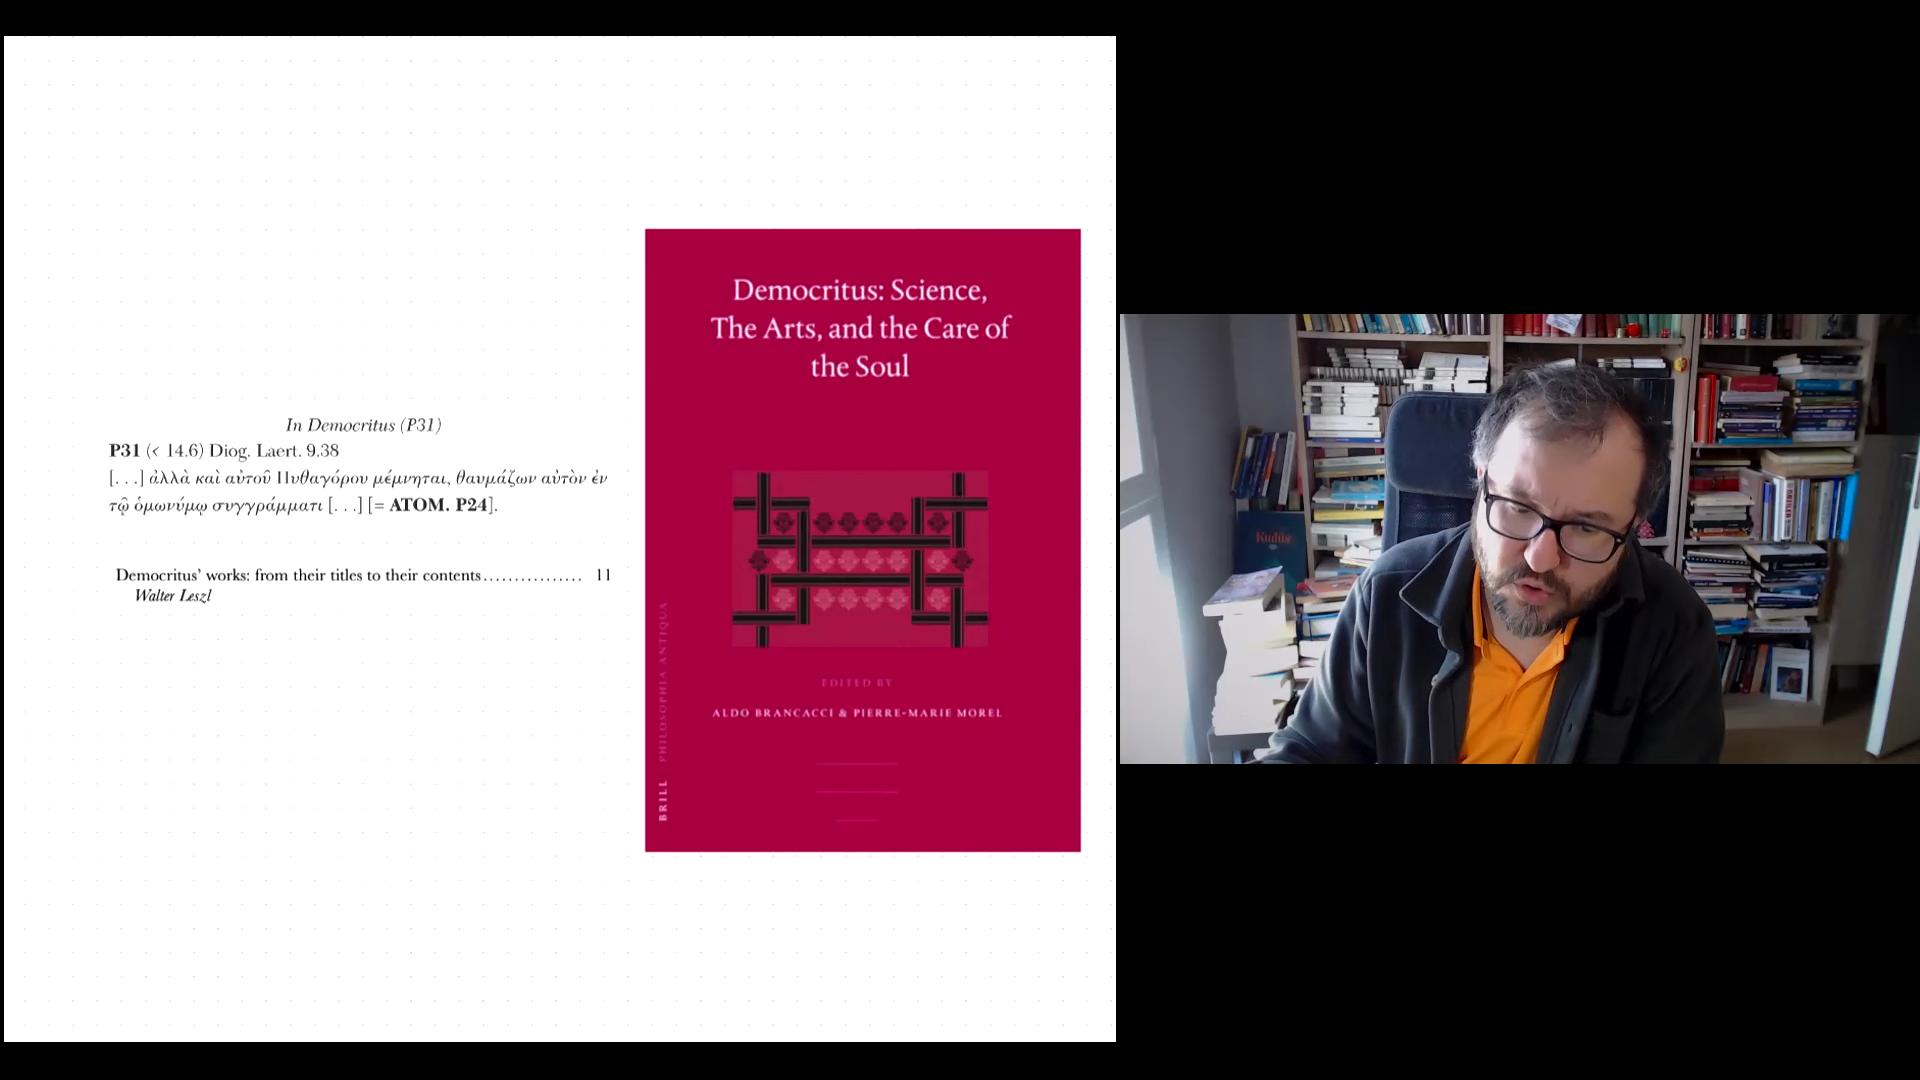 In Democritus (P31)
P31 (< 14.6) Diog. Laert. 9.38
[. . .] ἀλλὰ καὶ αὐτοῦ Πυθαγόρου μέμνηται, θαυμάζων αὐτὸν ἐν
τῷ ὁμωνύμῳ συγγράμματι [. . .] [= ATOM. P24].
Democritus' works: from their titles to their contents................ 11
Walter Leszl
Democritus: Science,
The Arts, and the Care of
the Soul
EDITED BY
ALDO BRANCACCI & PIERRE-MARIE MOREL
BRILL PHILOSOPHIA ANTIQUA
Kudüs